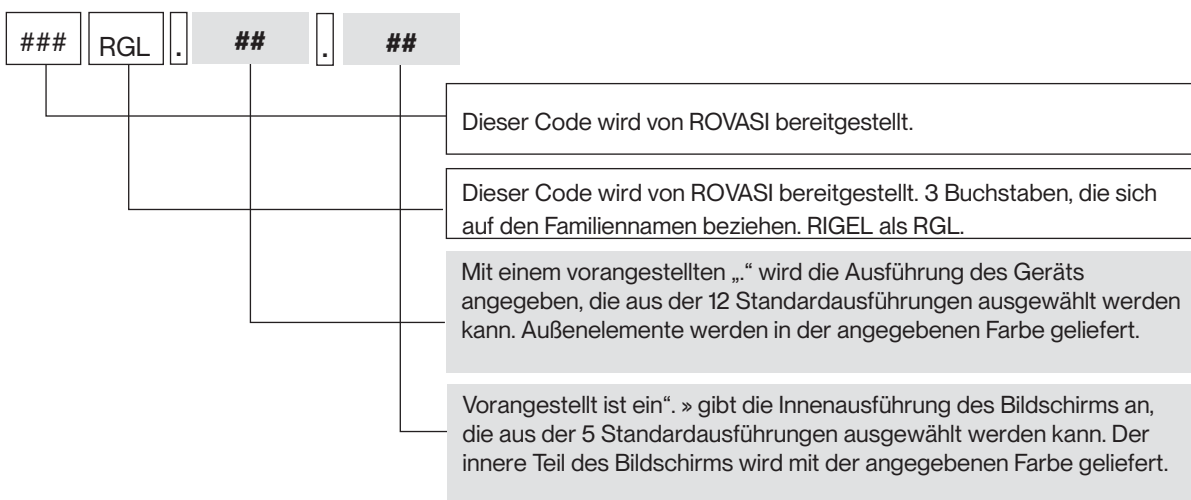 ### RGL . ## . ##
Dieser Code wird von ROVASI bereitgestellt.
Dieser Code wird von ROVASI bereitgestellt. 3 Buchstaben, die sich
auf den Familiennamen beziehen. RIGEL als RGL.
Mit einem vorangestellten „.“ wird die Ausführung des Geräts
angegeben, die aus der 12 Standardausführungen ausgewählt werden
kann. Außenelemente werden in der angegebenen Farbe geliefert.
Vorangestellt ist ein“. » gibt die Innenausführung des Bildschirms an,
die aus der 5 Standardausführungen ausgewählt werden kann. Der
innere Teil des Bildschirms wird mit der angegebenen Farbe geliefert.